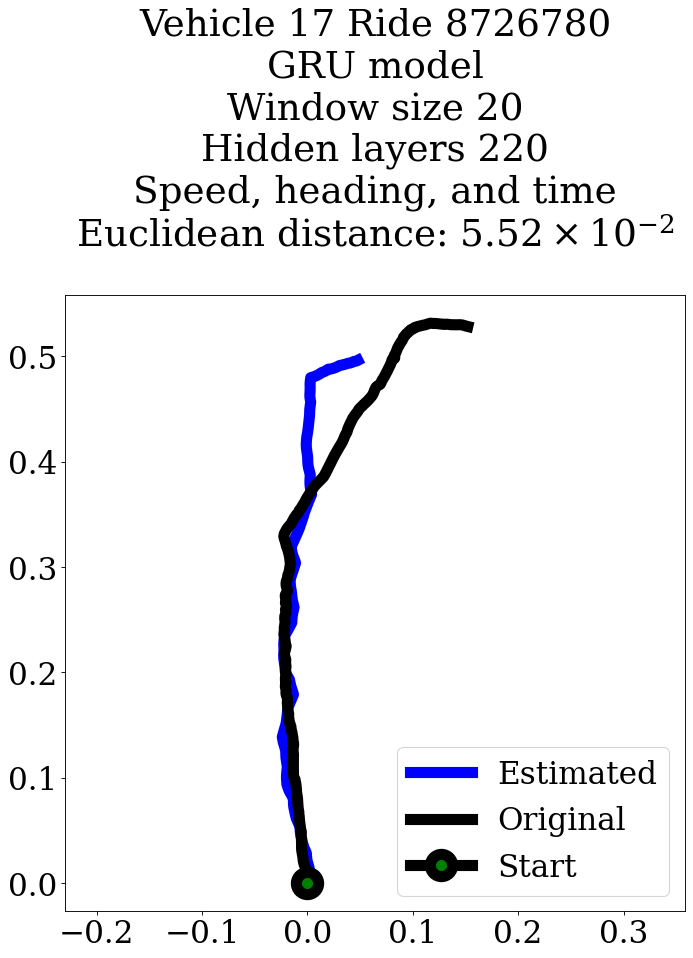 Vehicle 17 Ride 8726780
GRU model
Window size 20
Hidden layers 220
Speed, heading, and time
Euclidean distance: 5.52 × 10⁻²
0.5
0.4
0.3
0.2
0.1
0.0
−0.2
−0.1
0.0
0.1
0.2
0.3
Estimated
Original
Start